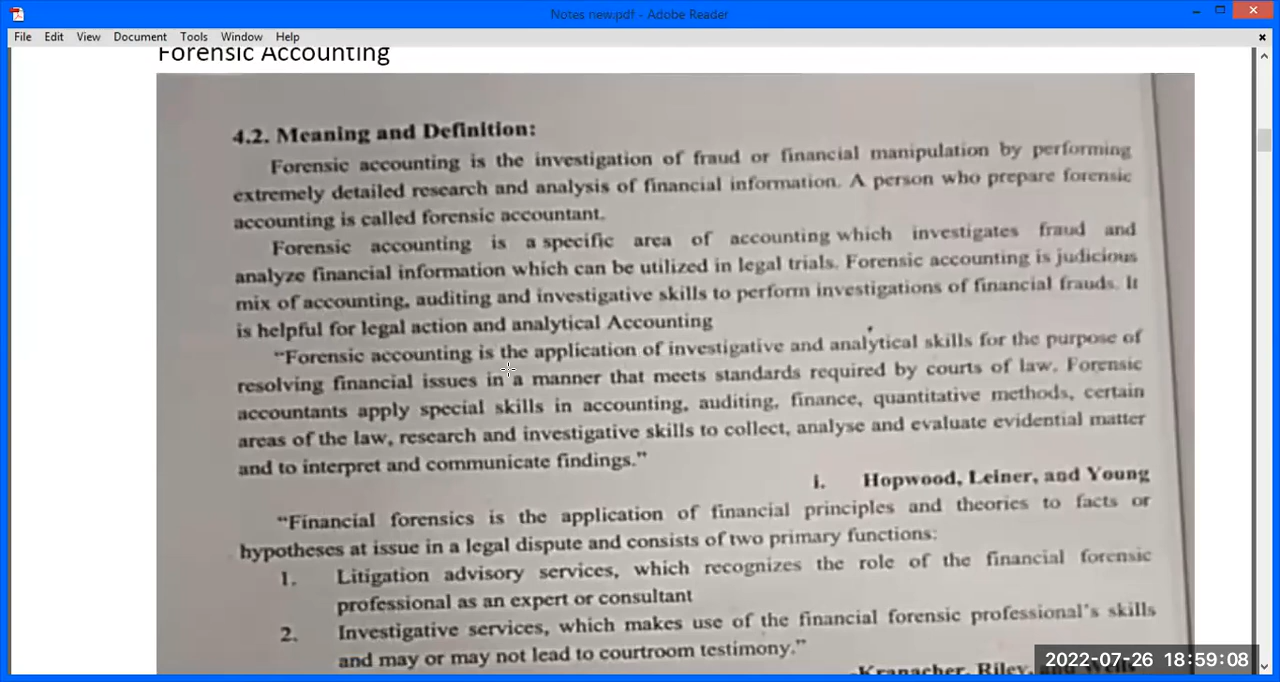 Notes new.pdf - Adobe Reader
File Edit View Document Tools Window Help
Forensic Accounting
4.2. Meaning and Definition:
Forensic accounting is the investigation of fraud or financial manipulation by performing
extremely detailed research and analysis of financial information. A person who prepare forensic
accounting is called forensic accountant.
Forensic accounting is a specific area of accounting which investigates fraud and
analyze financial information which can be utilized in legal trials. Forensic accounting is judicious
mix of accounting, auditing and investigative skills to perform investigations of financial frauds. It
is helpful for legal action and analytical Accounting
“Forensic accounting is the application of investigative and analytical skills for the purpose of
resolving financial issues in a manner that meets standards required by courts of law. Forensic
accountants apply special skills in accounting, auditing, finance, quantitative methods, certain
areas of the law, research and investigative skills to collect, analyse and evaluate evidential matter
and to interpret and communicate findings.”
i. Hopwood, Leiner, and Young
“Financial forensics is the application of financial principles and theories to facts or
hypotheses at issue in a legal dispute and consists of two primary functions:
1. Litigation advisory services, which recognizes the role of the financial forensic
professional as an expert or consultant
2. Investigative services, which makes use of the financial forensic professional's skills
and may or may not lead to courtroom testimony.”
-Kranacher, Riley, and Wells
2022-07-26 18:59:08